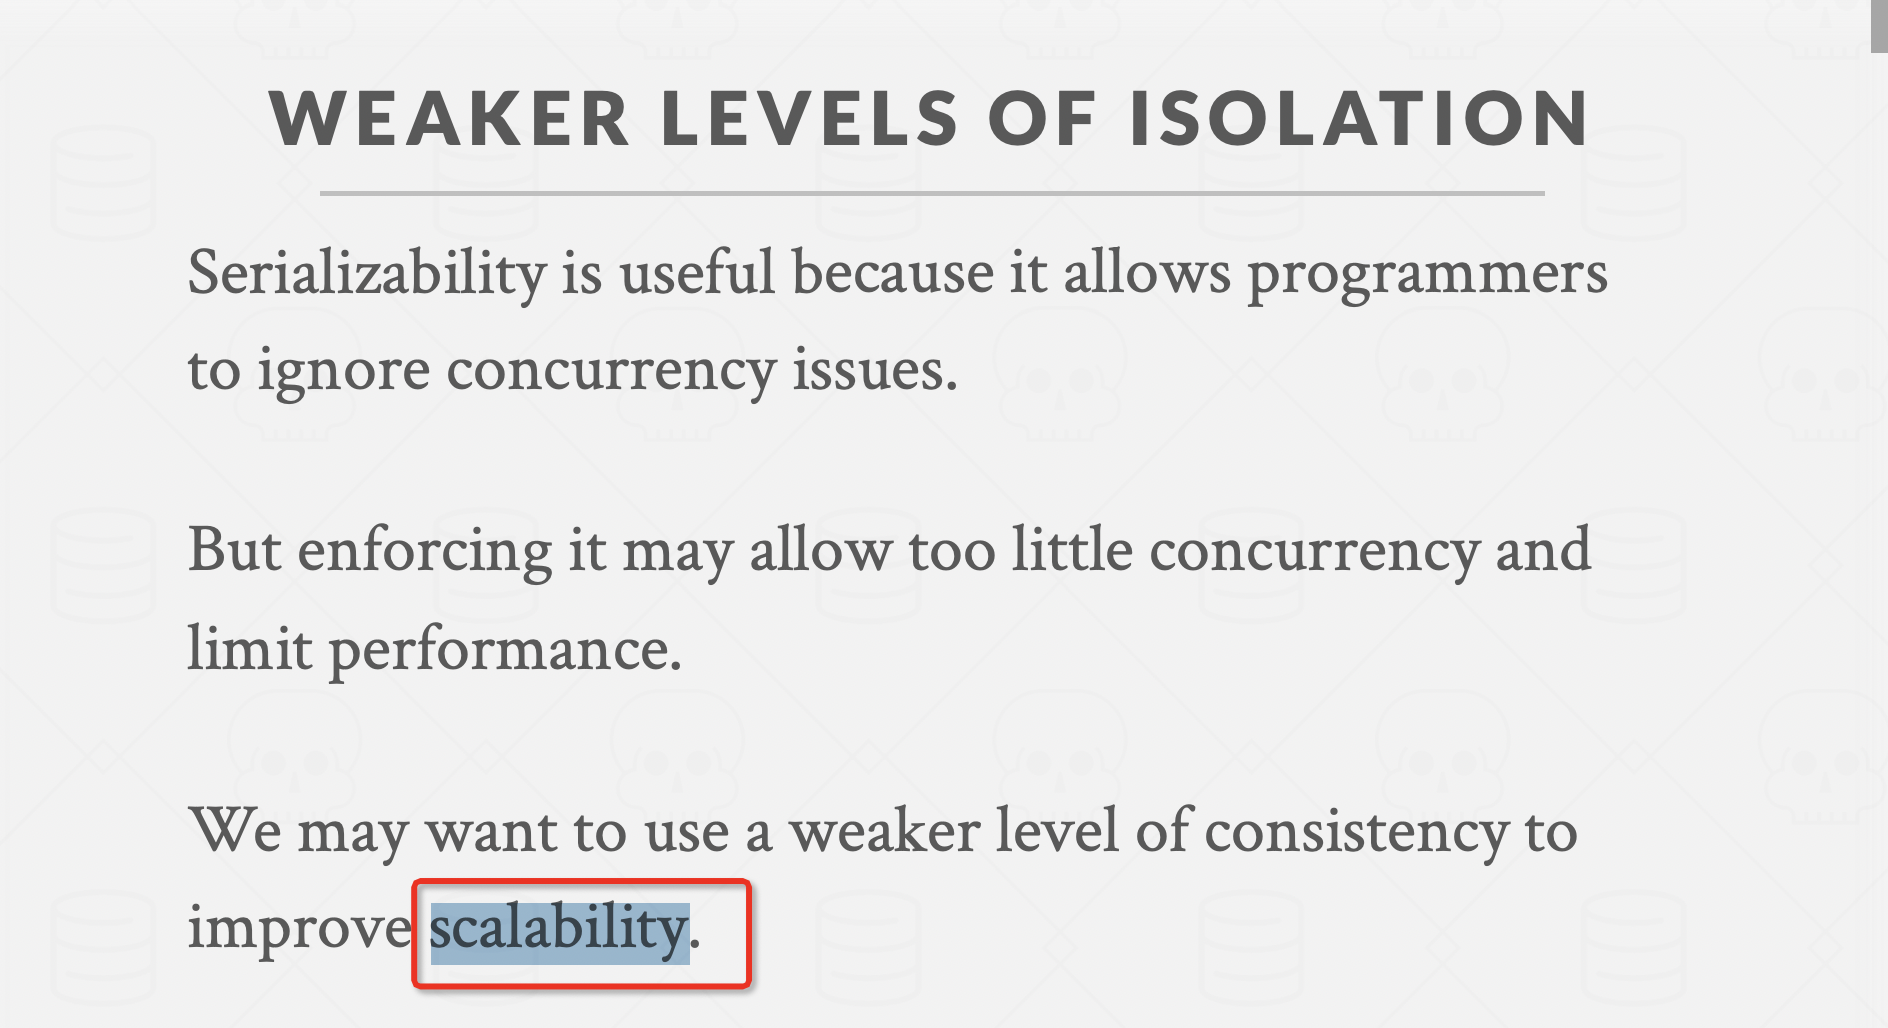 WEAKER LEVELS OF ISOLATION
Serializability is useful because it allows programmers
to ignore concurrency issues.
But enforcing it may allow too little concurrency and
limit performance.
We may want to use a weaker level of consistency to
improve scalability.